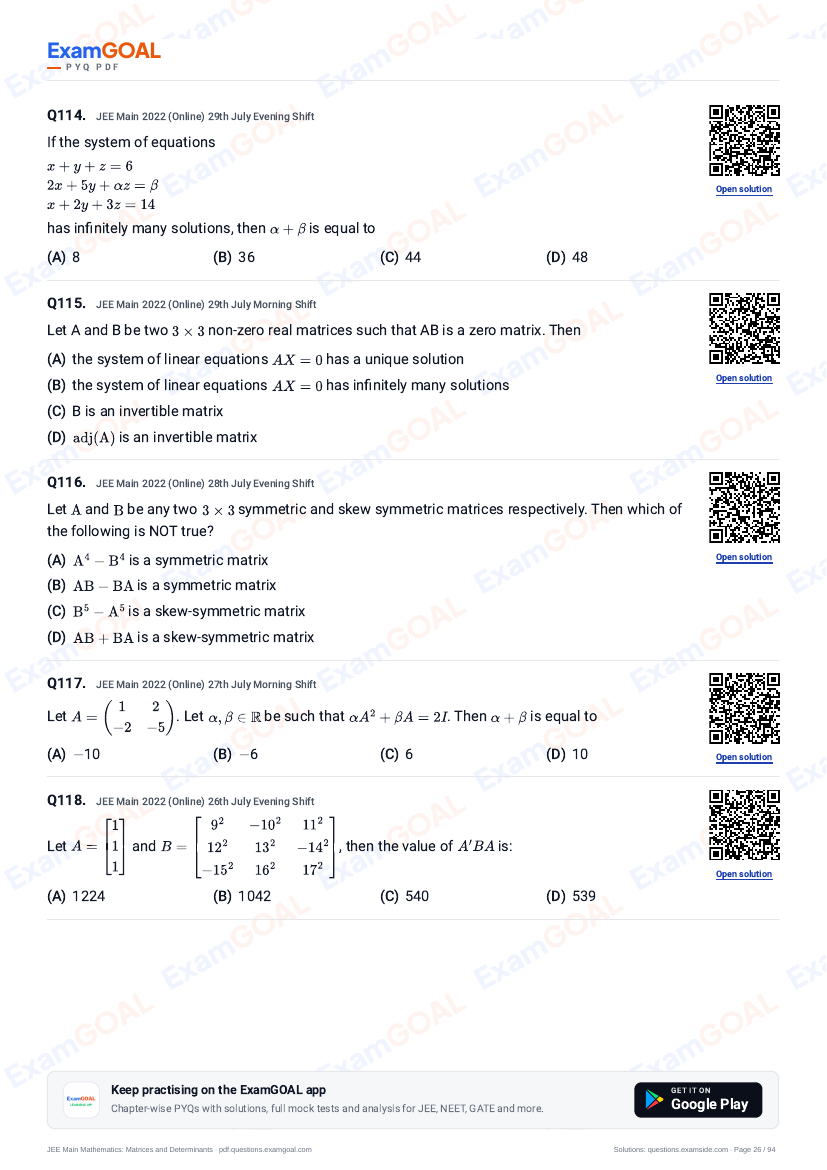 ExamGOAL
PYQ PDF
Q114. JEE Main 2022 (Online) 29th July Evening Shift
If the system of equations
x + y + z = 6
2x + 5y + αz = β
x + 2y + 3z = 14
has infinitely many solutions, then α + β is equal to
(A) 8 (B) 36 (C) 44 (D) 48
Open solution
Q115. JEE Main 2022 (Online) 29th July Morning Shift
Let A and B be two 3 × 3 non-zero real matrices such that AB is a zero matrix. Then
(A) the system of linear equations AX = 0 has a unique solution
(B) the system of linear equations AX = 0 has infinitely many solutions
(C) B is an invertible matrix
(D) adj(A) is an invertible matrix
Open solution
Q116. JEE Main 2022 (Online) 28th July Evening Shift
Let A and B be any two 3 × 3 symmetric and skew symmetric matrices respectively. Then which of
the following is NOT true?
(A) A⁴ − B⁴ is a symmetric matrix
(B) AB − BA is a symmetric matrix
(C) B⁵ − A⁵ is a skew-symmetric matrix
(D) AB + BA is a skew-symmetric matrix
Open solution
Q117. JEE Main 2022 (Online) 27th July Morning Shift
Let A = (1 2 −2 −5). Let α, β ∈ ℝ be such that αA² + βA = 2I. Then α + β is equal to
(A) −10 (B) −6 (C) 6 (D) 10
Open solution
Q118. JEE Main 2022 (Online) 26th July Evening Shift
Let A = [1 1 1] and B = [9² −10² 11² 12² 13² −14² −15² 16² 17²], then the value of A′BA is:
(A) 1224 (B) 1042 (C) 540 (D) 539
Open solution
Keep practising on the ExamGOAL app
Chapter-wise PYQs with solutions, full mock tests and analysis for JEE, NEET, GATE and more.
GET IT ON
Google Play
JEE Main Mathematics: Matrices and Determinants · pdf.questions.examgoal.com
Solutions: questions.examside.com · Page 26 / 94